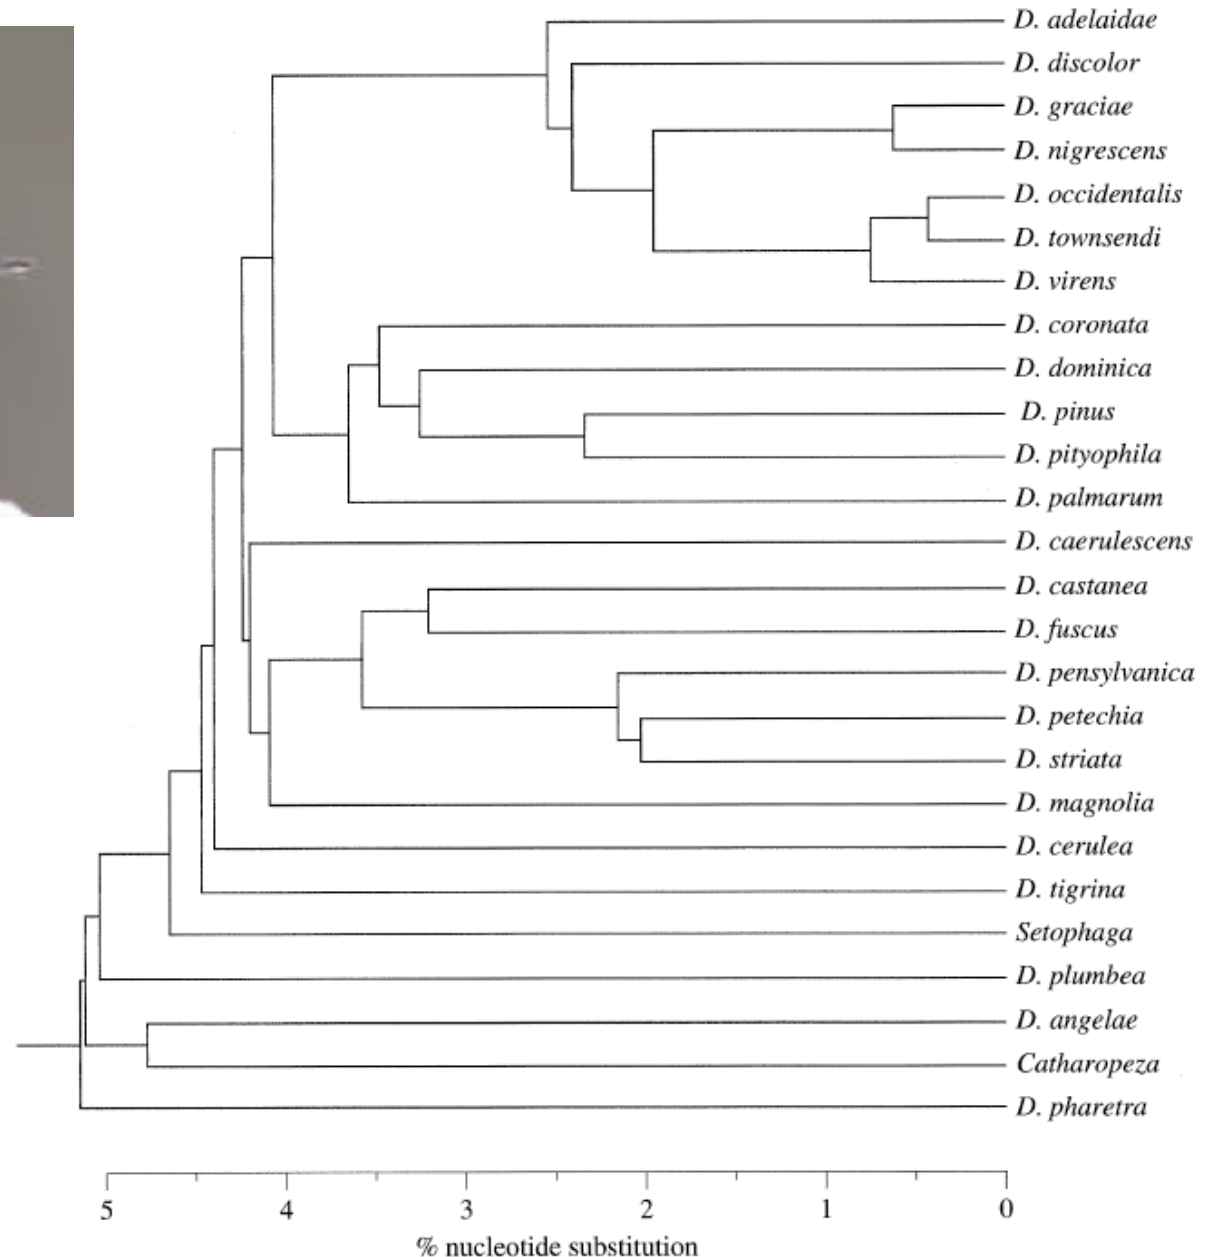 D. adelaidae
D. discolor
D. graciae
D. nigrescens
D. occidentalis
D. townsendi
D. virens
D. coronata
D. dominica
D. pinus
D. pityophila
D. palmarum
D. caerulescens
D. castanea
D. fuscus
D. pensylvanica
D. petechia
D. striata
D. magnolia
D. cerulea
D. tigrina
Setophaga
D. plumbea
D. angelae
Catharopeza
D. pharetra
5 4 3 2 1 0
% nucleotide substitution